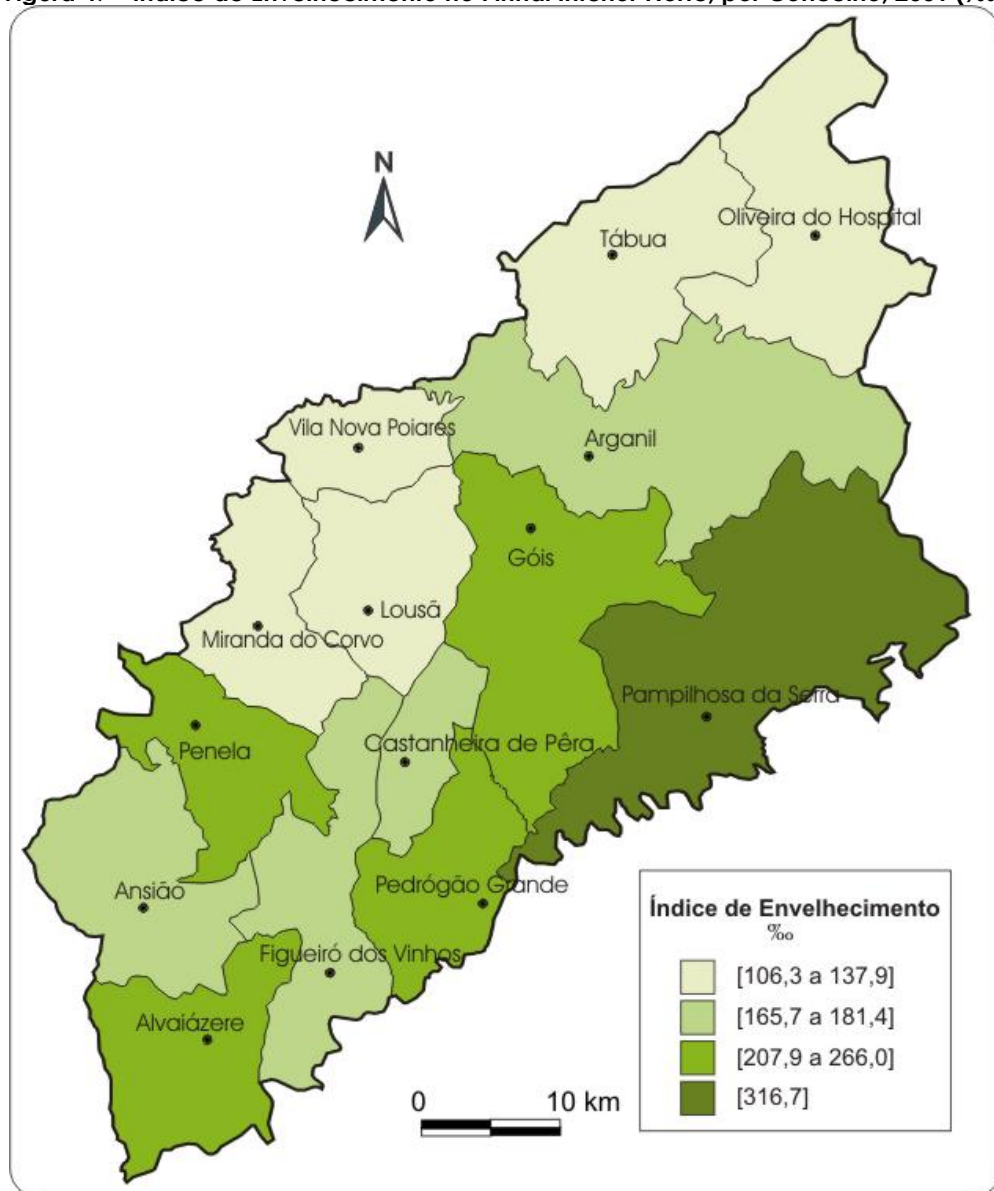 N
Oliveira do Hospital
Tábua
Vila Nova Poiares
Arganil
Góis
Lousã
Miranda do Corvo
Pampilhosa da Serra
Penela
Castanheira de Pêra
Pedrógão Grande
Ansião
Figueiró dos Vinhos
Alvaiázere
Índice de Envelhecimento
‰
[106,3 a 137,9]
[165,7 a 181,4]
[207,9 a 266,0]
[316,7]
0 10 km